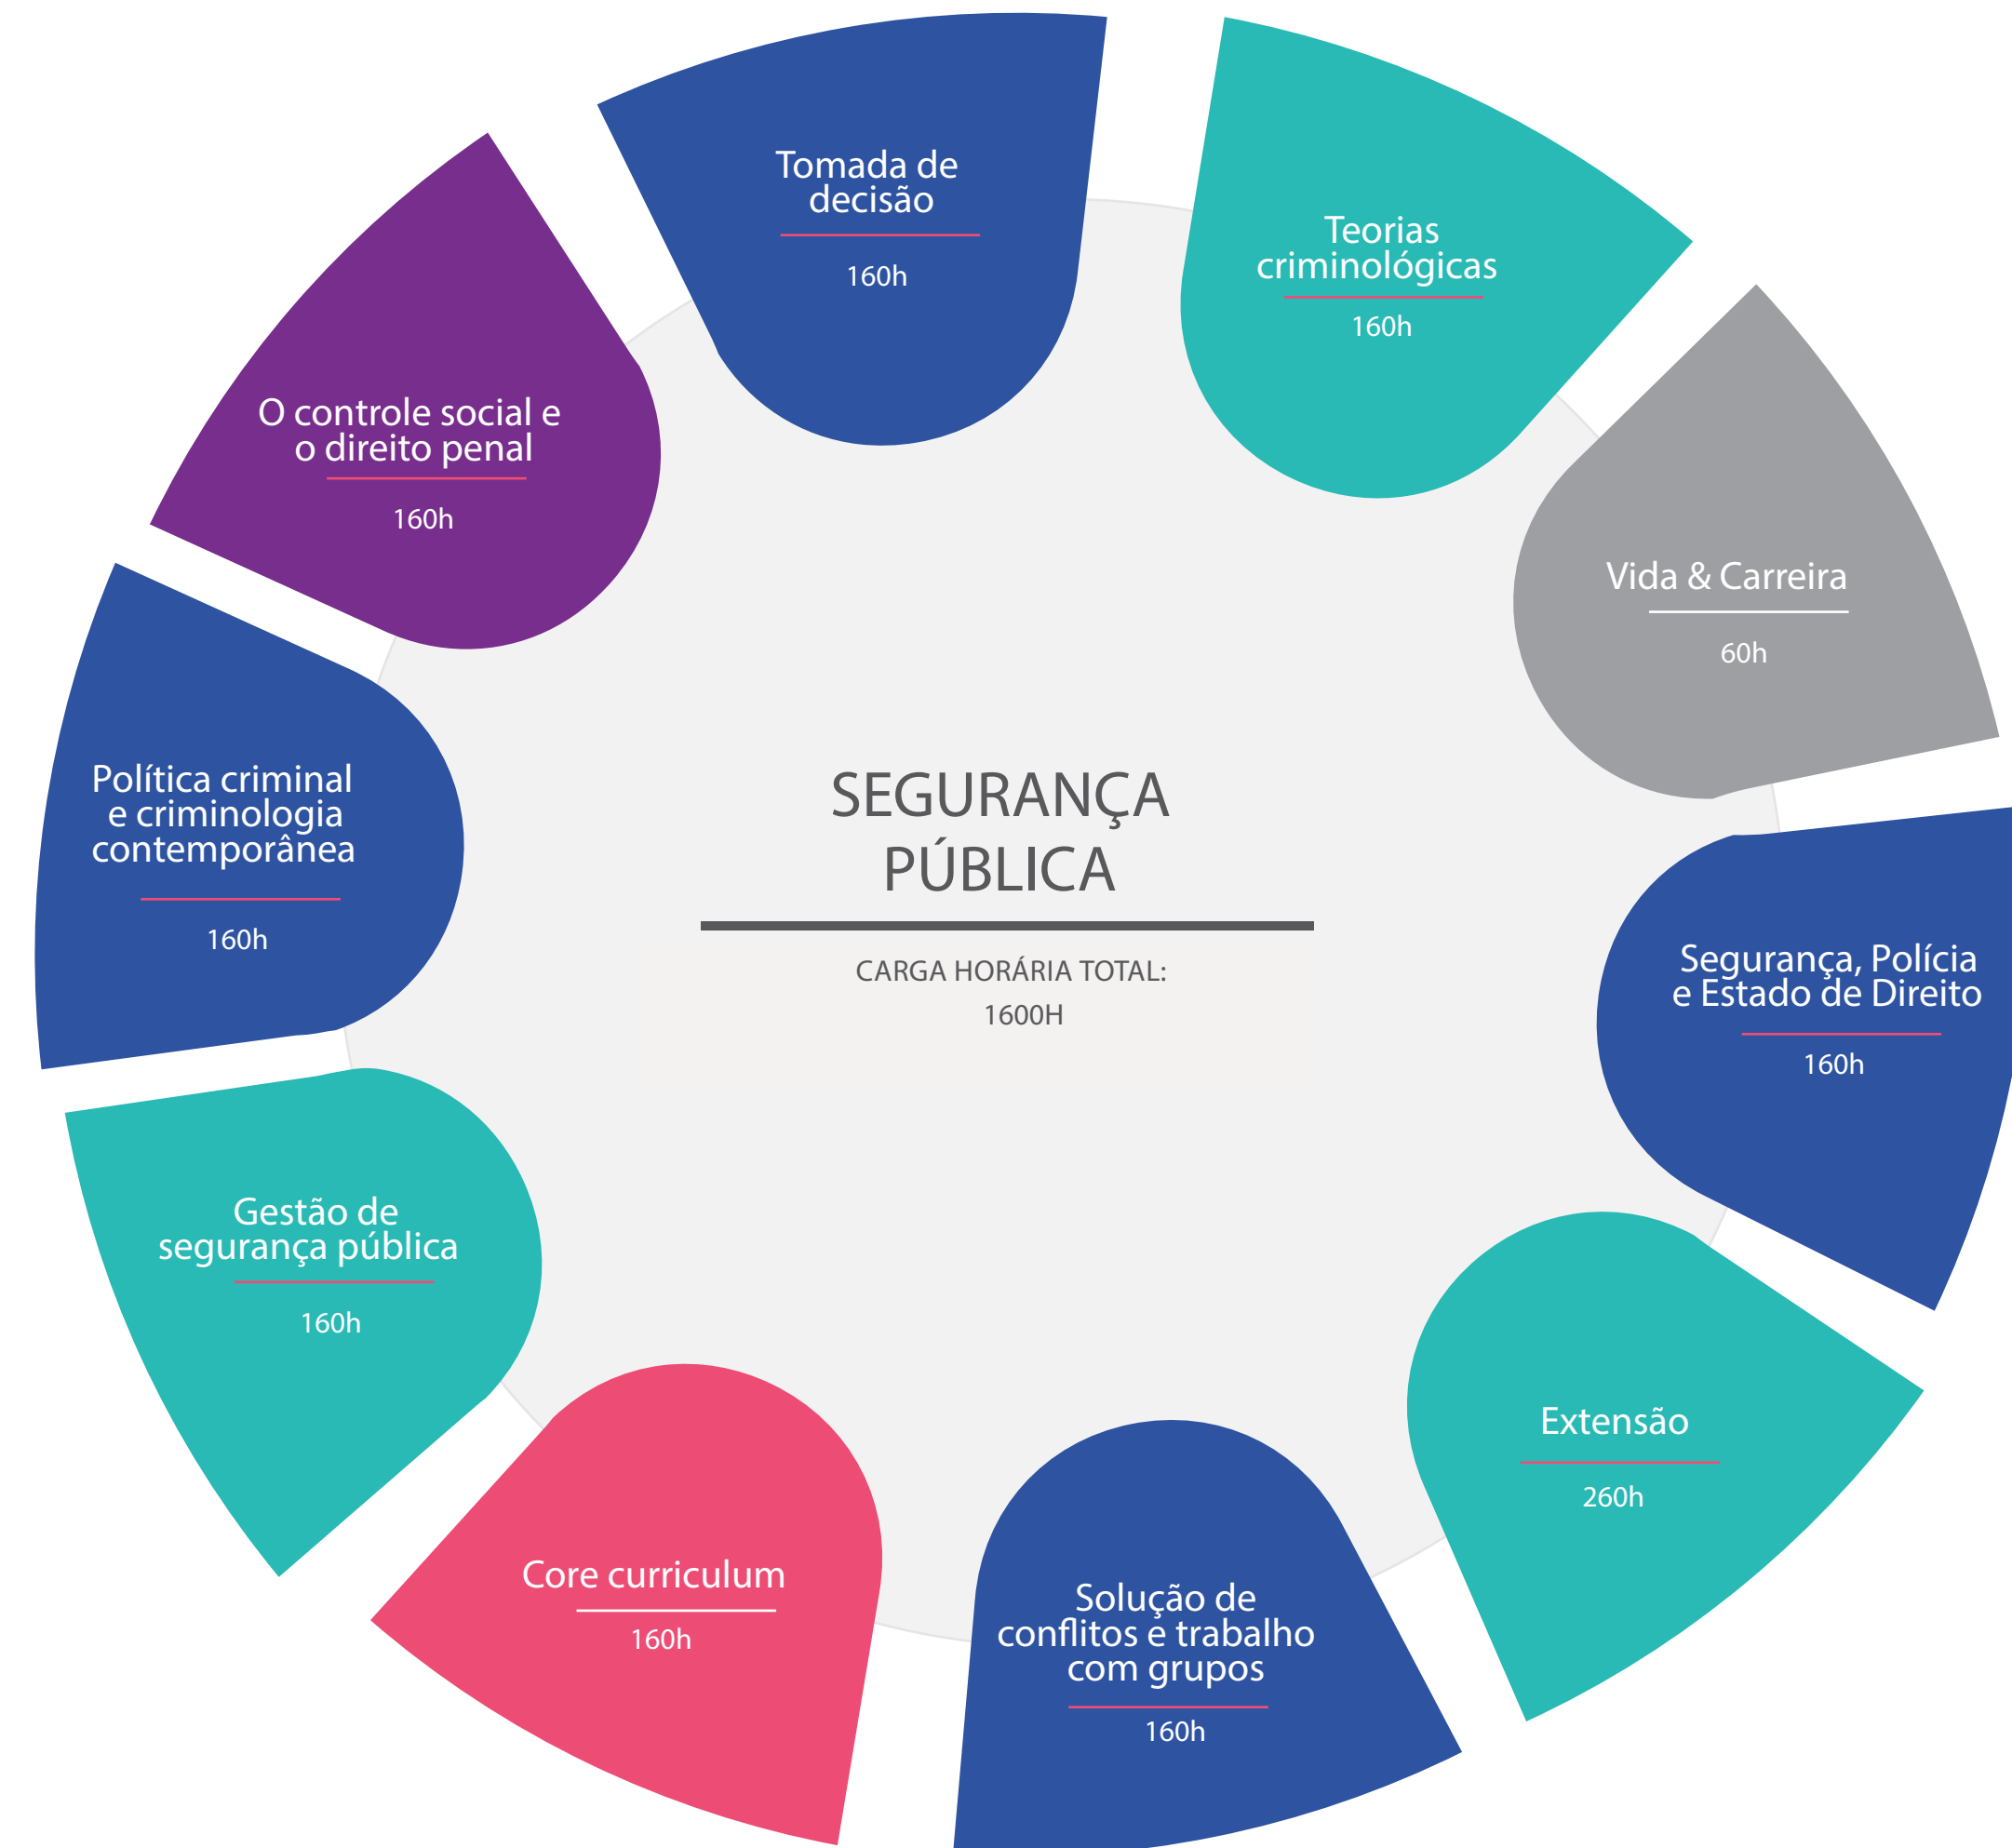 Tomada de
decisão
160h
Teorias
criminológicas
160h
Vida & Carreira
60h
Segurança, Polícia
e Estado de Direito
160h
Extensão
260h
Solução de
conflitos e trabalho
com grupos
160h
Core curriculum
160h
Gestão de
segurança pública
160h
Política criminal
e criminologia
contemporânea
160h
O controle social e
o direito penal
160h
SEGURANÇA
PÚBLICA
CARGA HORÁRIA TOTAL:
1600H